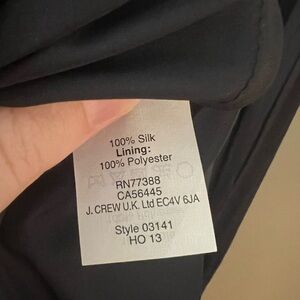 100% Silk
Lining:
100% Polyester
RN77388
CA56445
J. CREW U.K. Ltd EC4V 6JA
Style 03141
HO 13